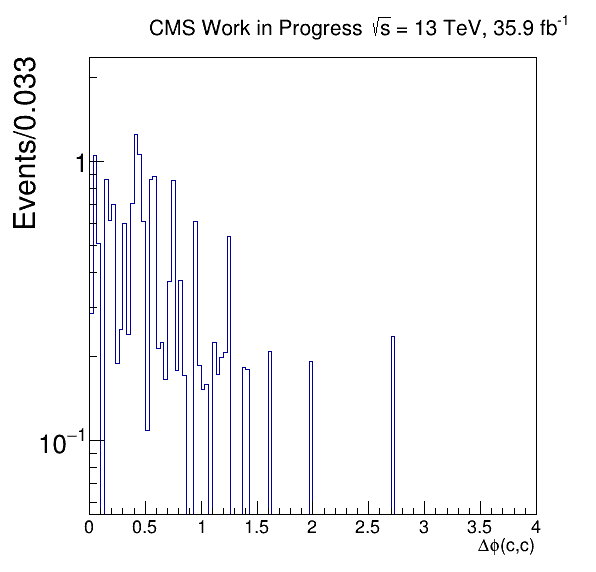 CMS Work in Progress √s = 13 TeV, 35.9 fb⁻¹
Events/0.033
1
10⁻¹
0 0.5 1 1.5 2 2.5 3 3.5 4
Δϕ(c,c)